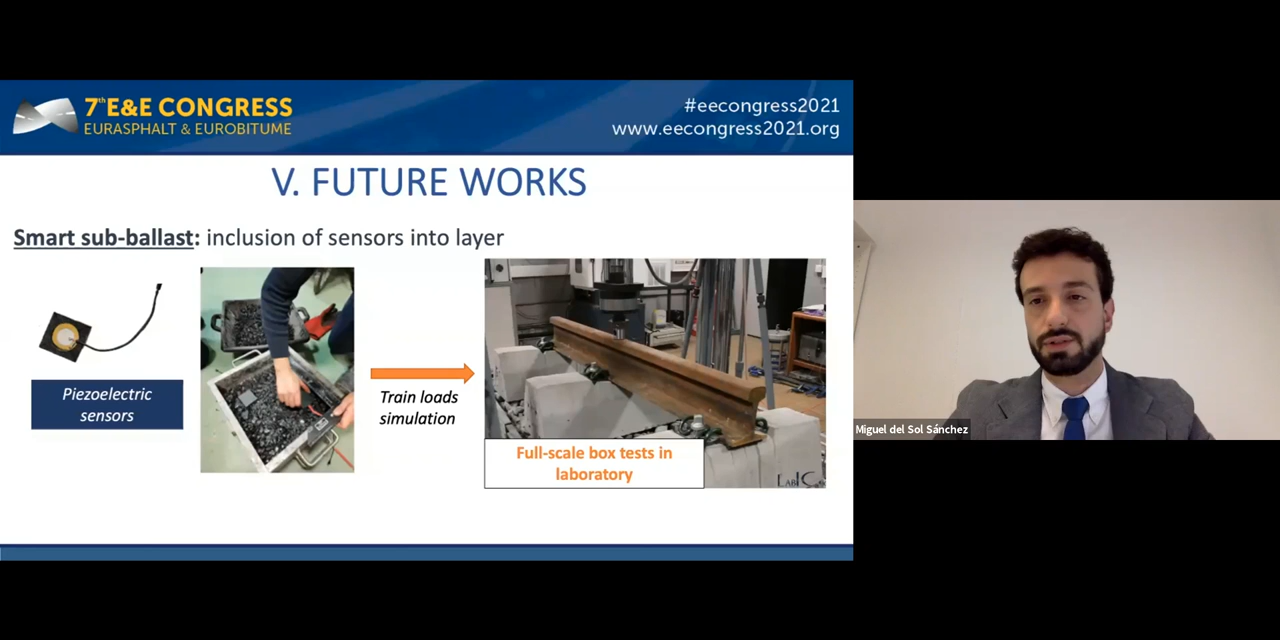 7th E&E CONGRESS
EURASPHALT & EUROBITUME
#eecongress2021
www.eecongress2021.org
V. FUTURE WORKS
Smart sub-ballast: inclusion of sensors into layer
Piezoelectric
sensors
Train loads
simulation
Full-scale box tests in
laboratory
Miguel del Sol Sánchez